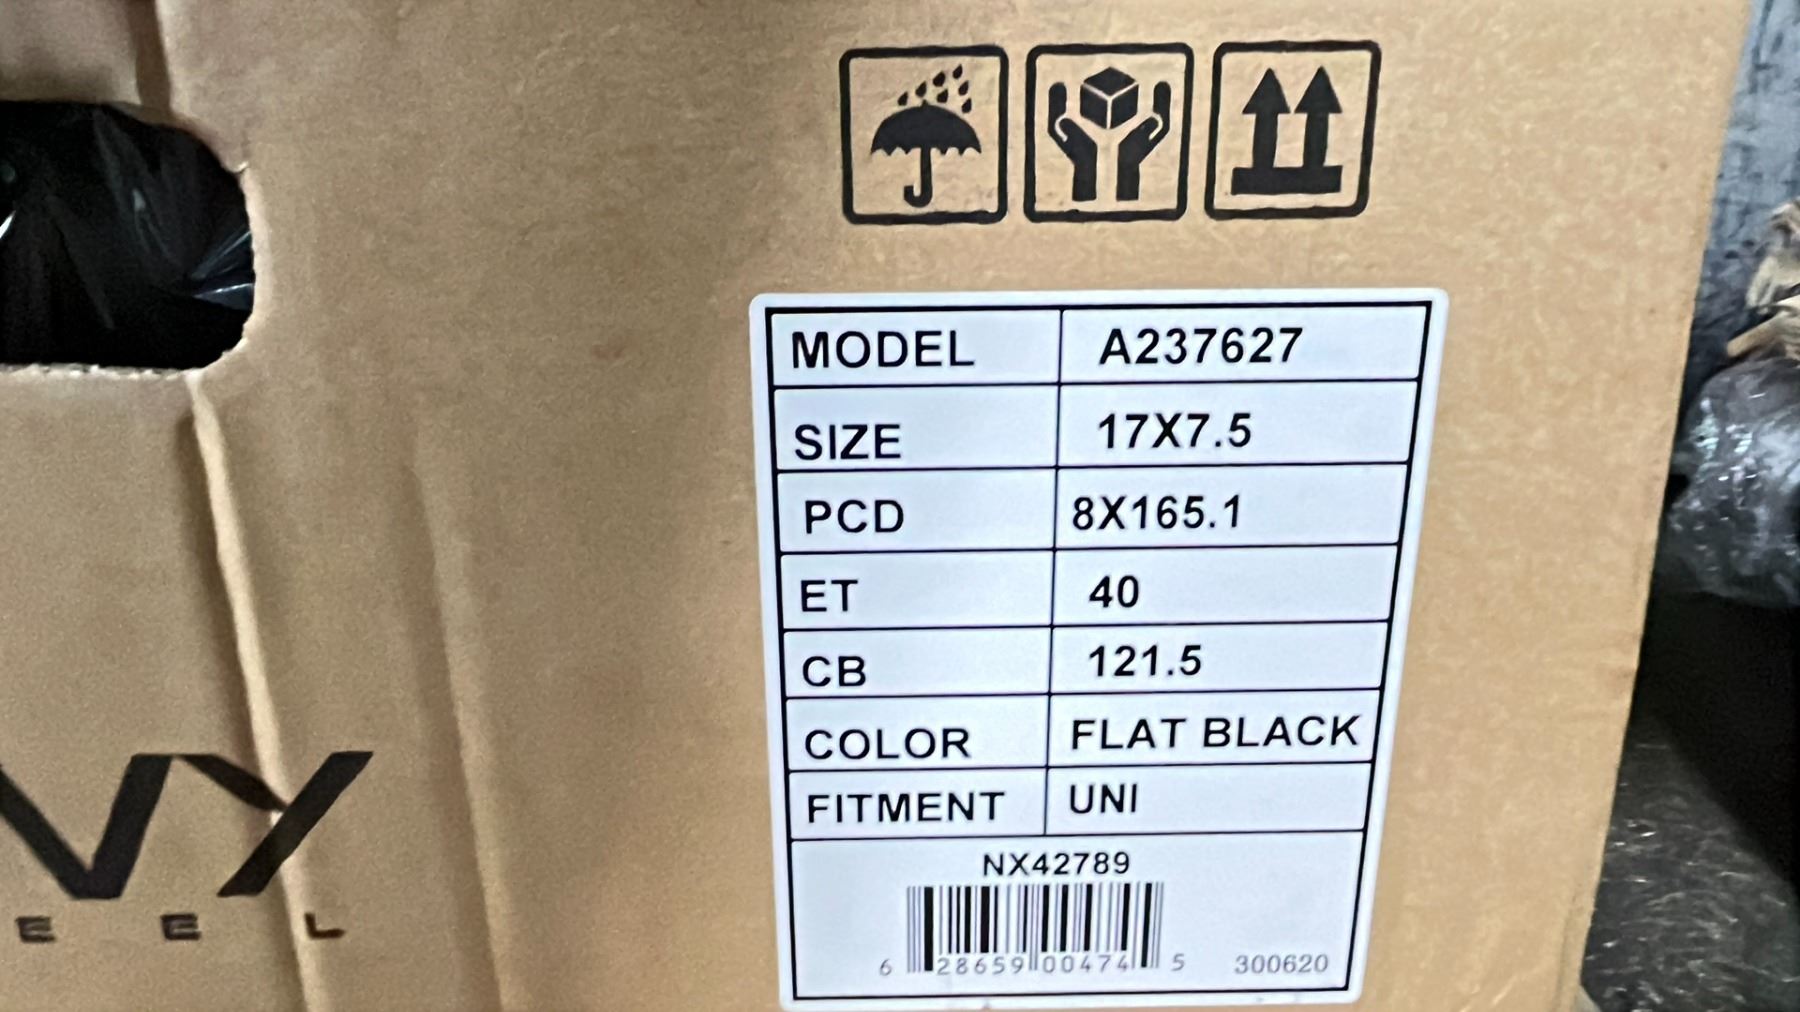 MODEL A237627
SIZE 17X7.5
PCD 8X165.1
ET 40
CB 121.5
COLOR FLAT BLACK
FITMENT UNI
NX42789
6 28659 00474 5 300620
VY
E E L